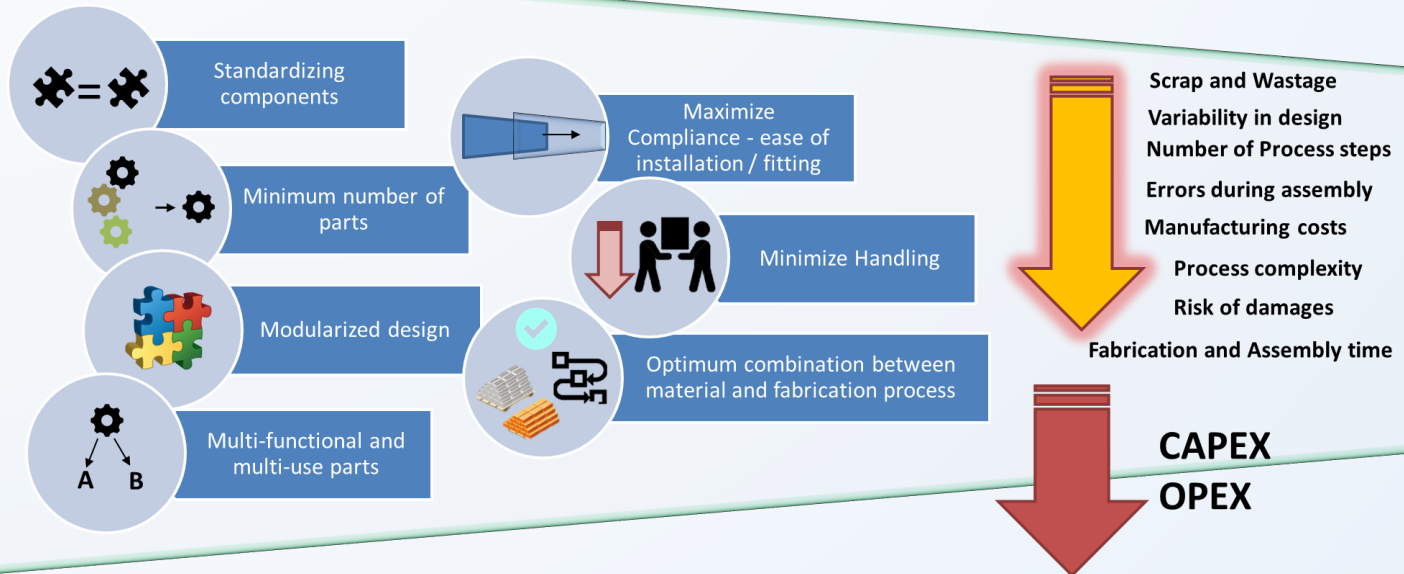 Standardizing
components
Minimum number of
parts
Modularized design
Multi-functional and
multi-use parts
A B
Maximize
Compliance - ease of
installation / fitting
Minimize Handling
Optimum combination between
material and fabrication process
Scrap and Wastage
Variability in design
Number of Process steps
Errors during assembly
Manufacturing costs
Process complexity
Risk of damages
Fabrication and Assembly time
CAPEX
OPEX